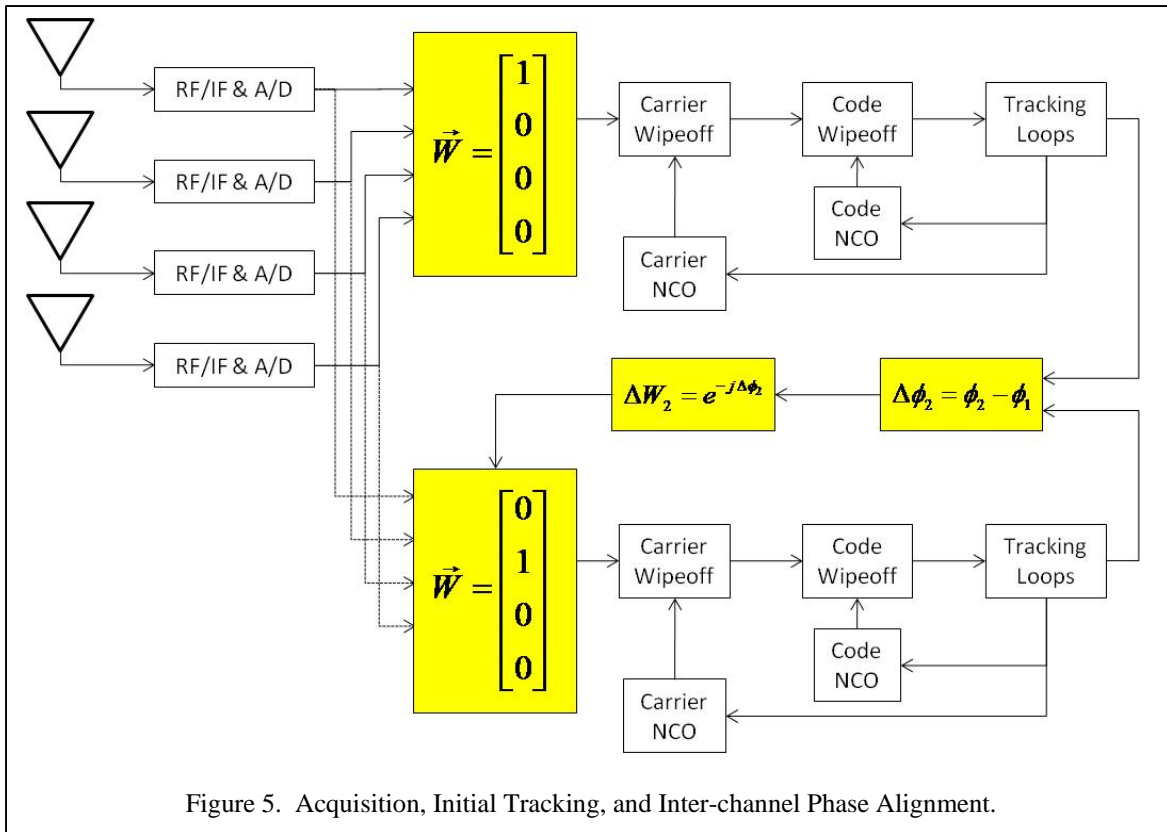 RF/IF & A/D
RF/IF & A/D
RF/IF & A/D
RF/IF & A/D
W⃗ = [1 0 0 0]
Carrier
Wipeoff
Code
Wipeoff
Tracking
Loops
Code
NCO
Carrier
NCO
ΔW₂ = e^{-jΔϕ₂}
Δϕ₂ = ϕ₂ − ϕ₁
W⃗ = [0 1 0 0]
Carrier
Wipeoff
Code
Wipeoff
Tracking
Loops
Code
NCO
Carrier
NCO
Figure 5. Acquisition, Initial Tracking, and Inter-channel Phase Alignment.